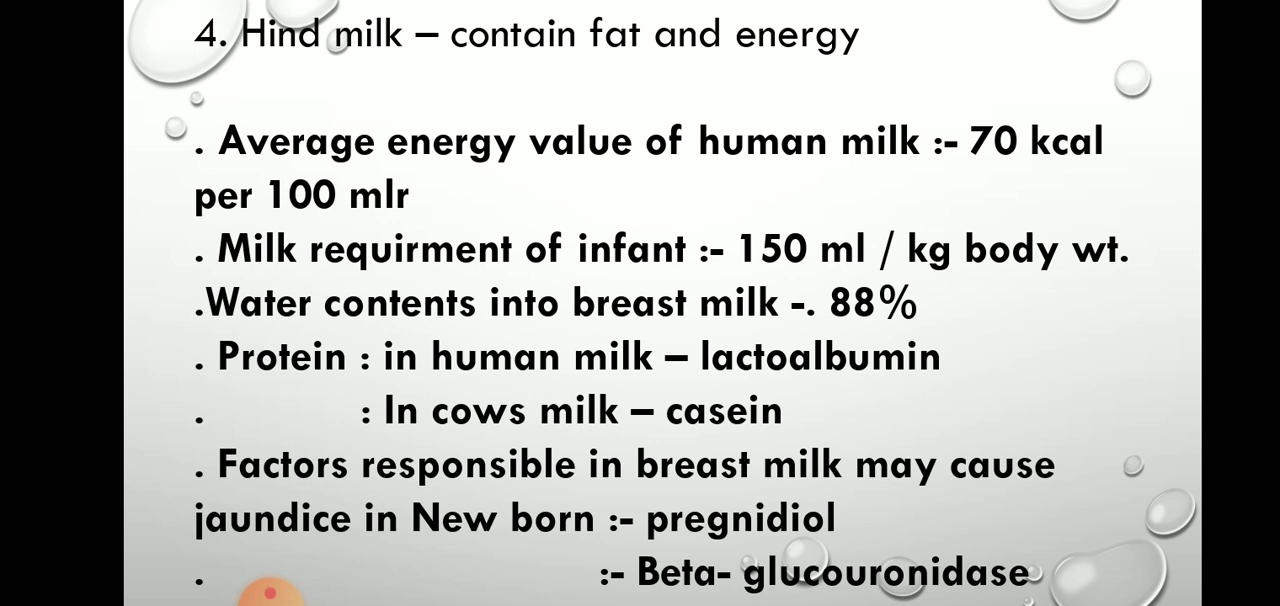 4. Hind milk – contain fat and energy
. Average energy value of human milk :- 70 kcal
per 100 mlr
. Milk requirment of infant :- 150 ml / kg body wt.
.Water contents into breast milk -. 88%
. Protein : in human milk – lactoalbumin
. : In cows milk – casein
. Factors responsible in breast milk may cause
jaundice in New born :- pregnidiol
. :- Beta- glucouronidase